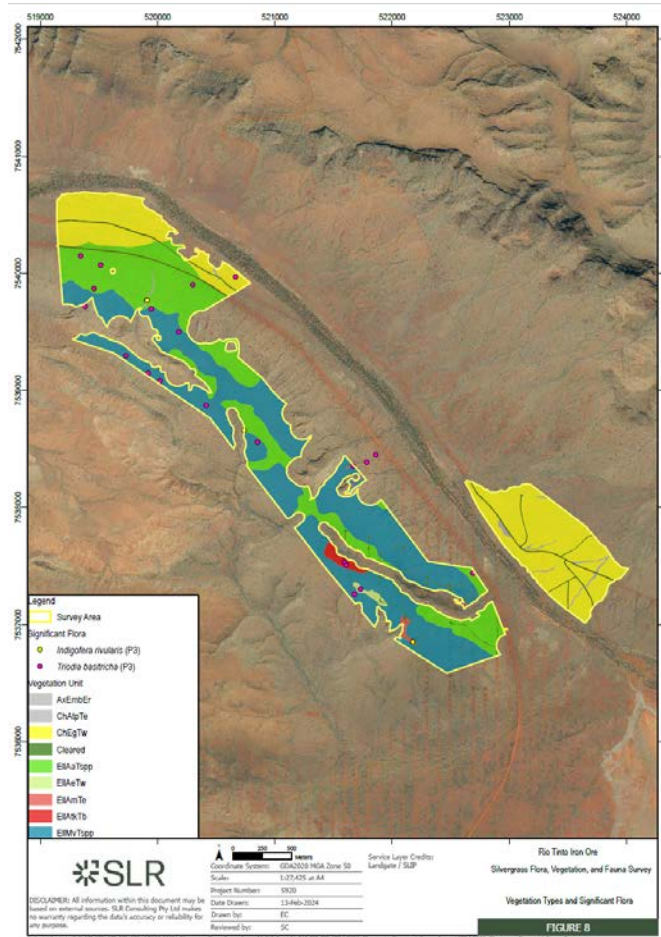 519000 520000 521000 522000 523000 524000
7542000
7541000
7540000
7539000
7538000
7537000
7536000
Legend
Survey Area
Significant Flora
Indigofera rivularis (P3)
Triodia basitricha (P3)
Vegetation Unit
AxEmbEr
ChAtpTe
ChEgTw
Cleared
EllAaTspp
EllAeTw
EllAmTe
EllAtkTb
EllMvTspp
SLR
DISCLAIMER: All information within this document may be
based on external sources. SLR Consulting Pty Ltd makes
no warranty regarding the data's accuracy or reliability for
any purpose.
0 250 500
Meters
Coordinate System: GDA2020 MGA Zone 50
Scale: 1:27,425 at A4
Project Number: 5920
Date Drawn: 13-Feb-2024
Drawn by: EC
Reviewed by: SC
Service Layer Credits:
Landgate / SLIP
Rio Tinto Iron Ore
Silvergrass Flora, Vegetation, and Fauna Survey
Vegetation Types and Significant Flora
FIGURE 8